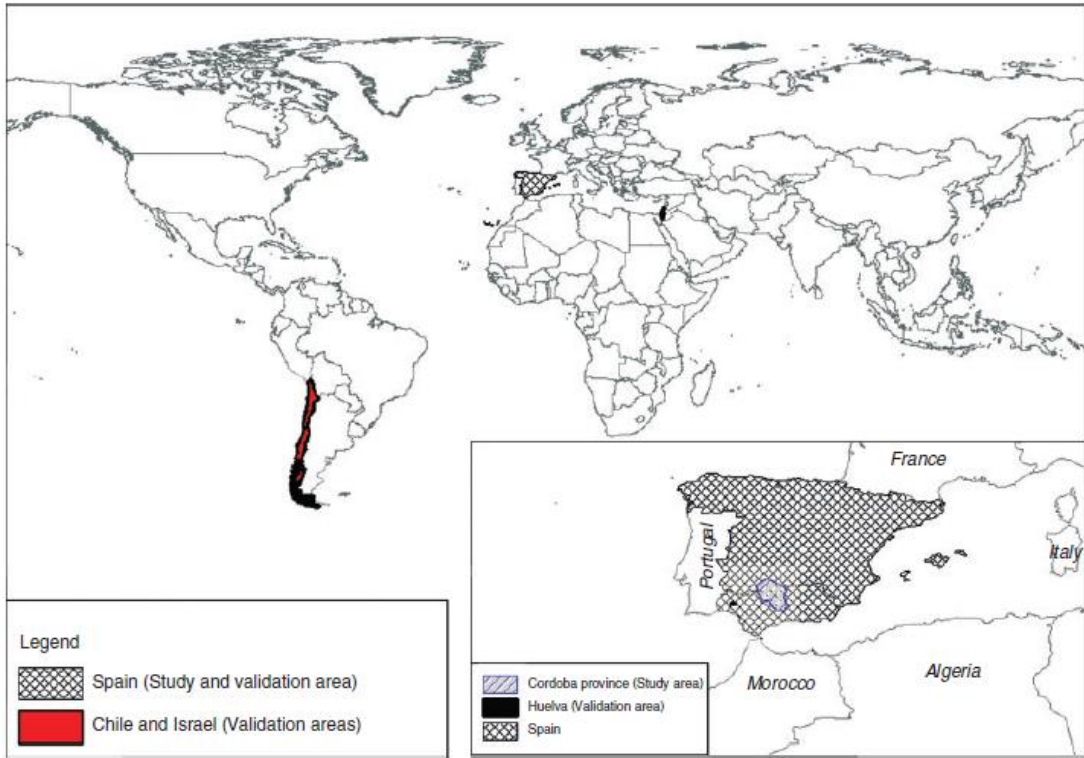 Legend
Spain (Study and validation area)
Chile and Israel (Validation areas)
France
Portugal
Italy
Morocco
Algeria
Cordoba province (Study area)
Huelva (Validation area)
Spain